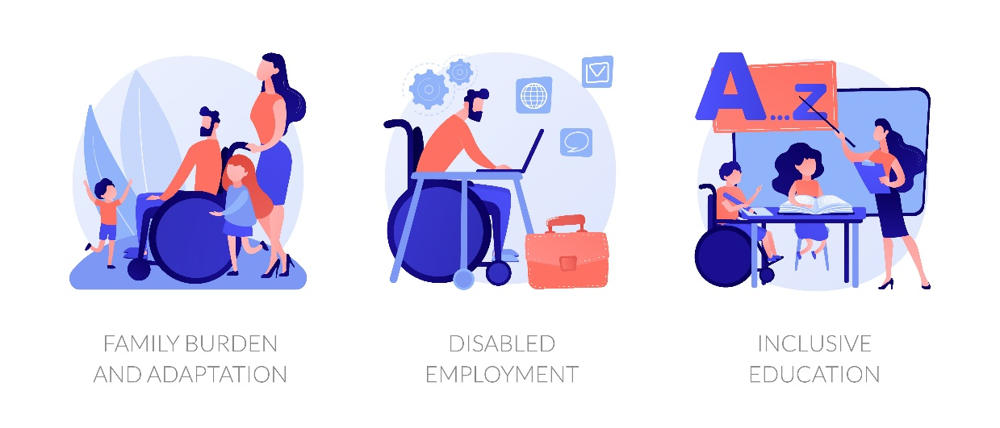 A...Z
FAMILY BURDEN
AND ADAPTATION
DISABLED
EMPLOYMENT
INCLUSIVE
EDUCATION